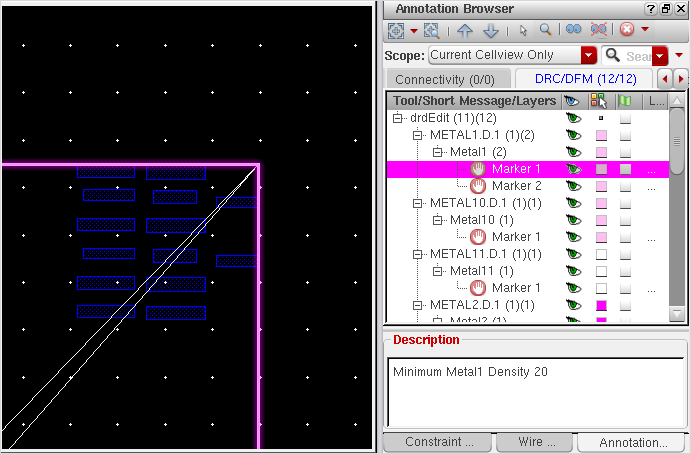 Annotation Browser
Scope: Current Cellview Only Sear
Connectivity (0/0) DRC/DFM (12/12)
Tool/Short Message/Layers L...
drdEdit (11)(12)
METAL1.D.1 (1)(2)
Metal1 (2)
Marker 1 ...
Marker 2 ...
METAL10.D.1 (1)(1)
Metal10 (1)
Marker 1 ...
METAL11.D.1 (1)(1)
Metal11 (1)
Marker 1 ...
METAL2.D.1 (1)(1)
Metal2 (1)
Description
Minimum Metal1 Density 20
Constraint ... Wire ... Annotation...